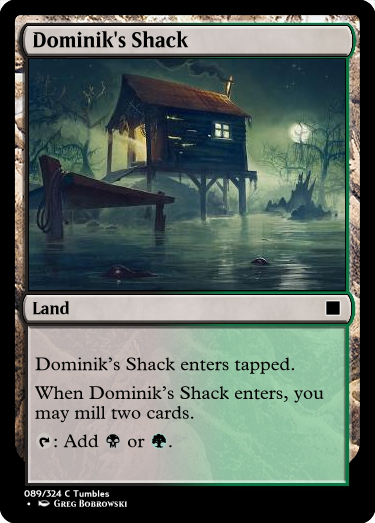 Dominik's Shack
Land
Dominik's Shack enters tapped.
When Dominik's Shack enters, you
may mill two cards.
: Add or .
089/324 C Tumbles
• Greg Bobrowski